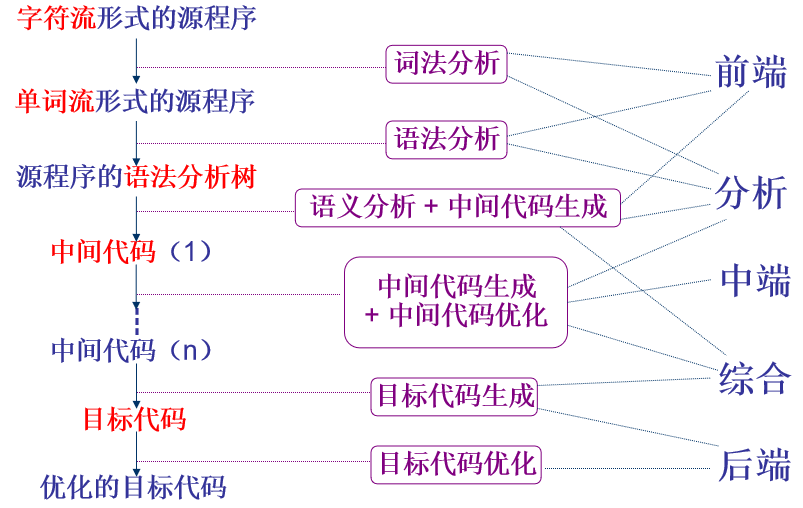 字符流形式的源程序
词法分析
前端
单词流形式的源程序
语法分析
源程序的语法分析树
语义分析 + 中间代码生成
分析
中间代码（1）
中间代码生成
+ 中间代码优化
中端
中间代码（n）
综合
目标代码生成
目标代码
目标代码优化
后端
优化的目标代码